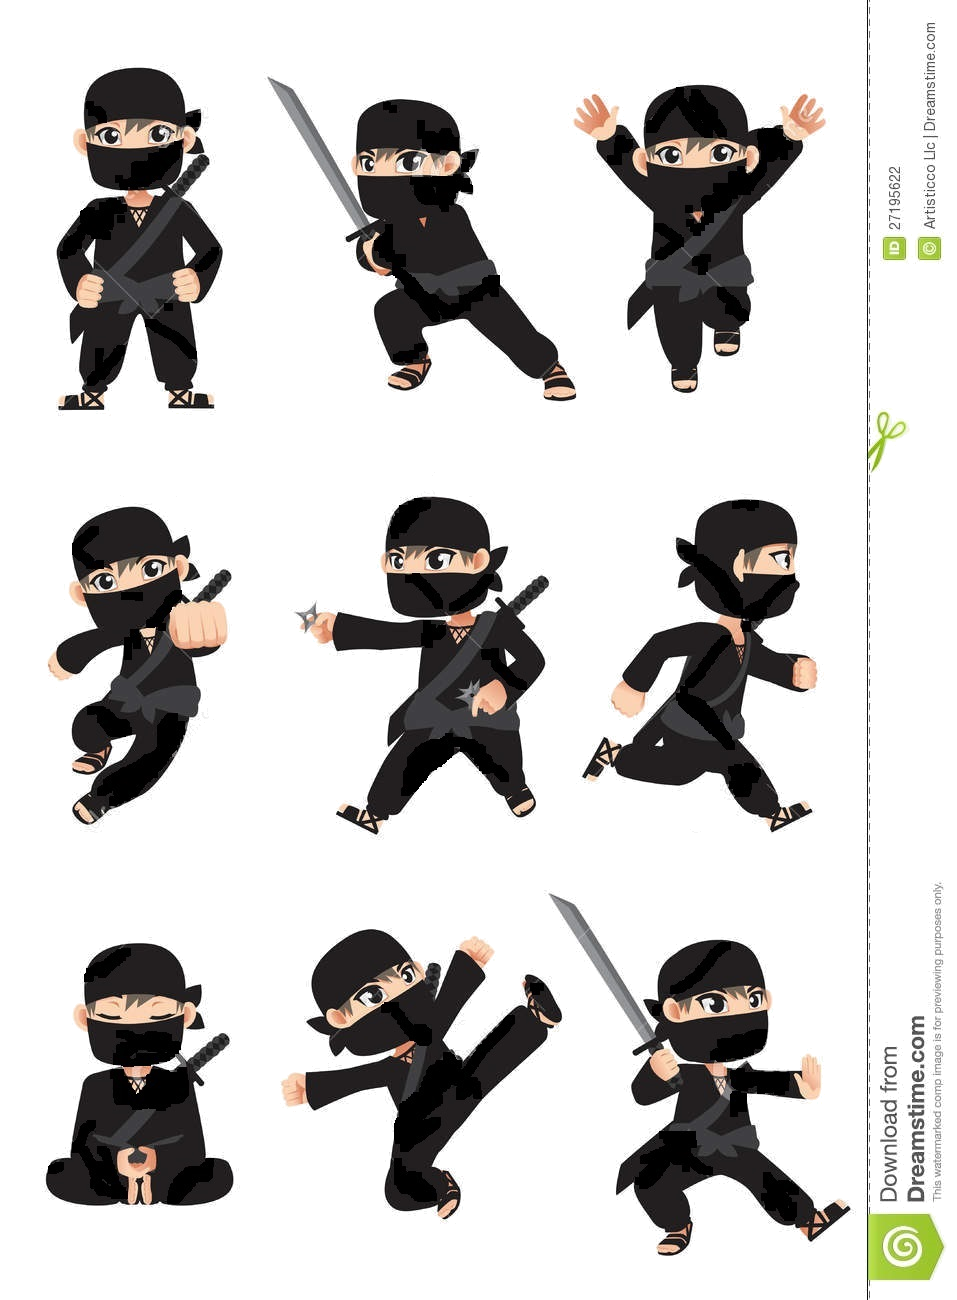 ID 27195622
© Artisticco Llc | Dreamstime.com
Download from
Dreamstime.com
This watermarked comp image is for previewing purposes only.